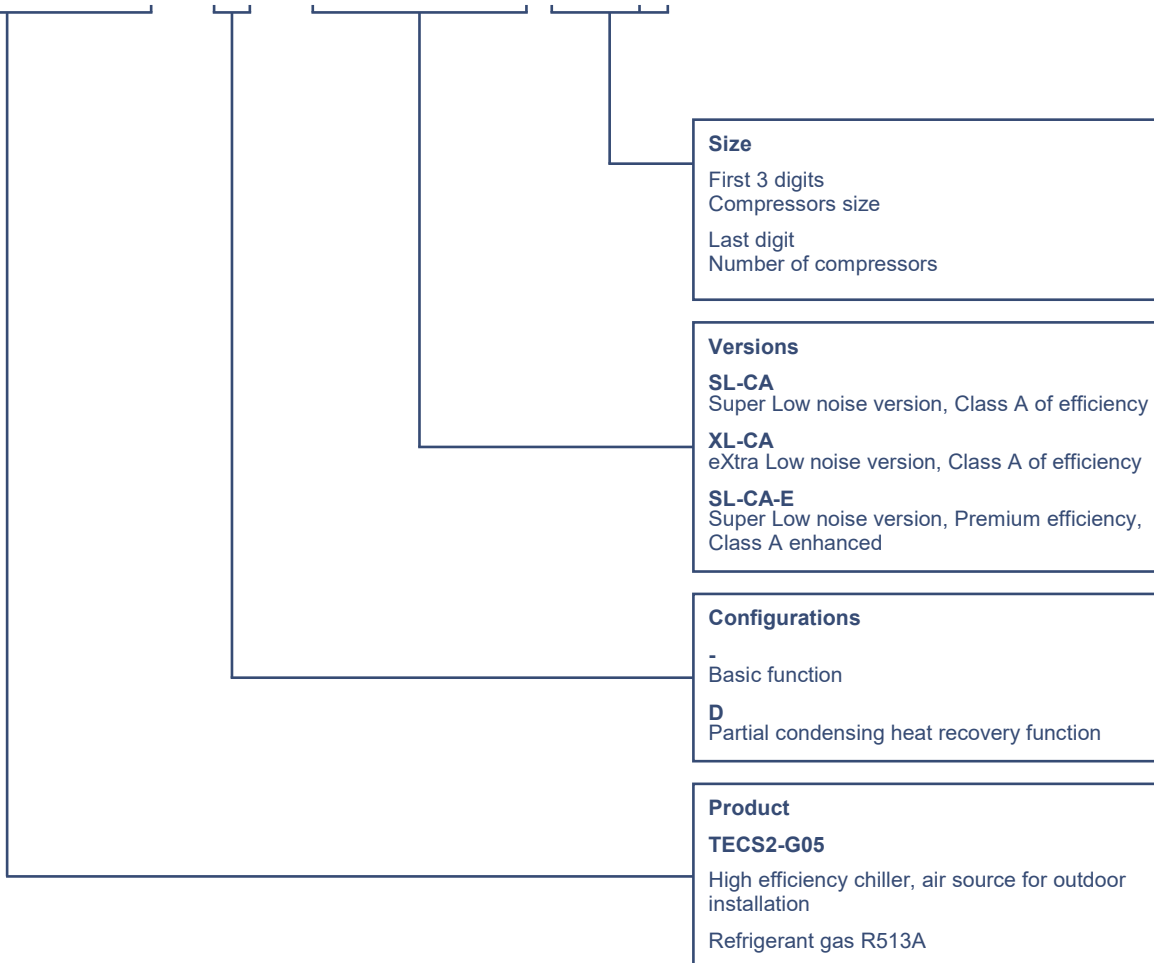 Size
First 3 digits
Compressors size
Last digit
Number of compressors
Versions
SL-CA
Super Low noise version, Class A of efficiency
XL-CA
eXtra Low noise version, Class A of efficiency
SL-CA-E
Super Low noise version, Premium efficiency,
Class A enhanced
Configurations
-
Basic function
D
Partial condensing heat recovery function
Product
TECS2-G05
High efficiency chiller, air source for outdoor
installation
Refrigerant gas R513A